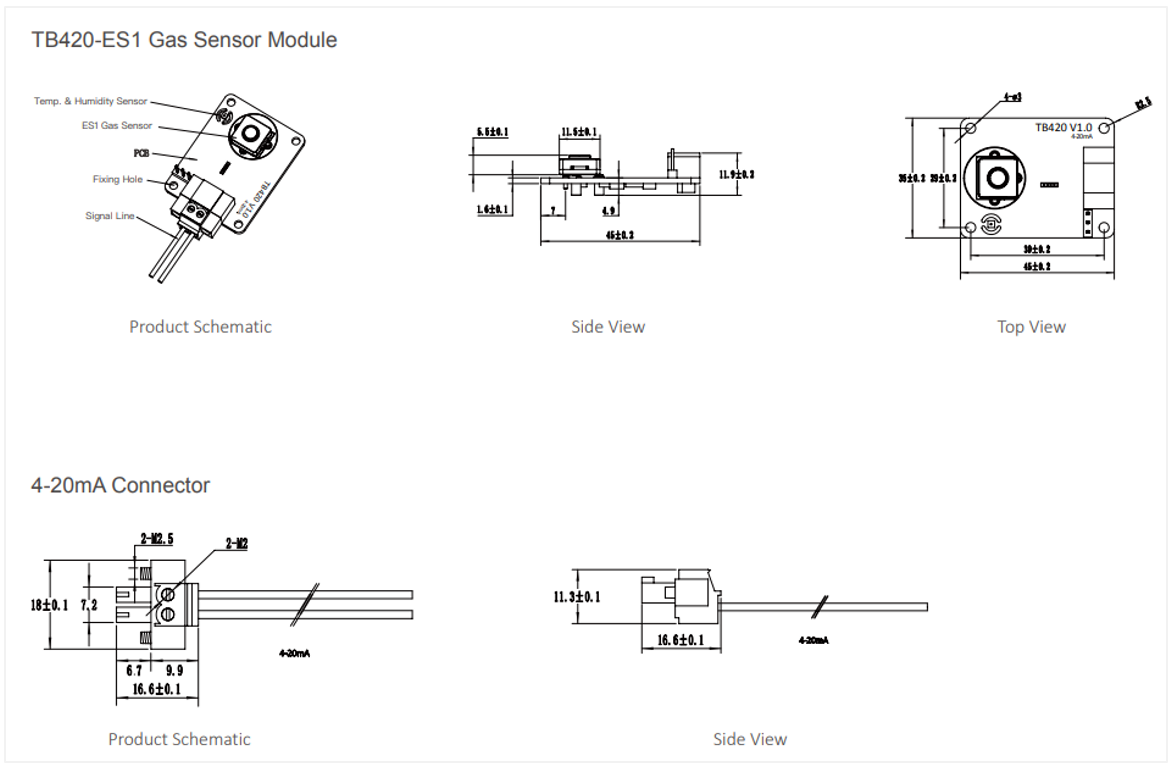 TB420-ES1 Gas Sensor Module
Temp. & Humidity Sensor
ES1 Gas Sensor
PCB
Fixing Hole
Signal Line
TB420 V1.0
4-20mA
5.5±0.1
11.5±0.1
11.9±0.2
1.6±0.1
7
4.9
45±0.2
4-ø3
R2.5
TB420 V1.0
4-20mA
35±0.2
39±0.2
45±0.2
Product Schematic
Side View
Top View
4-20mA Connector
2-M2.5
2-M2
18±0.1
7.2
4-20mA
6.7
9.9
16.6±0.1
11.3±0.1
16.6±0.1
4-20mA
Product Schematic
Side View